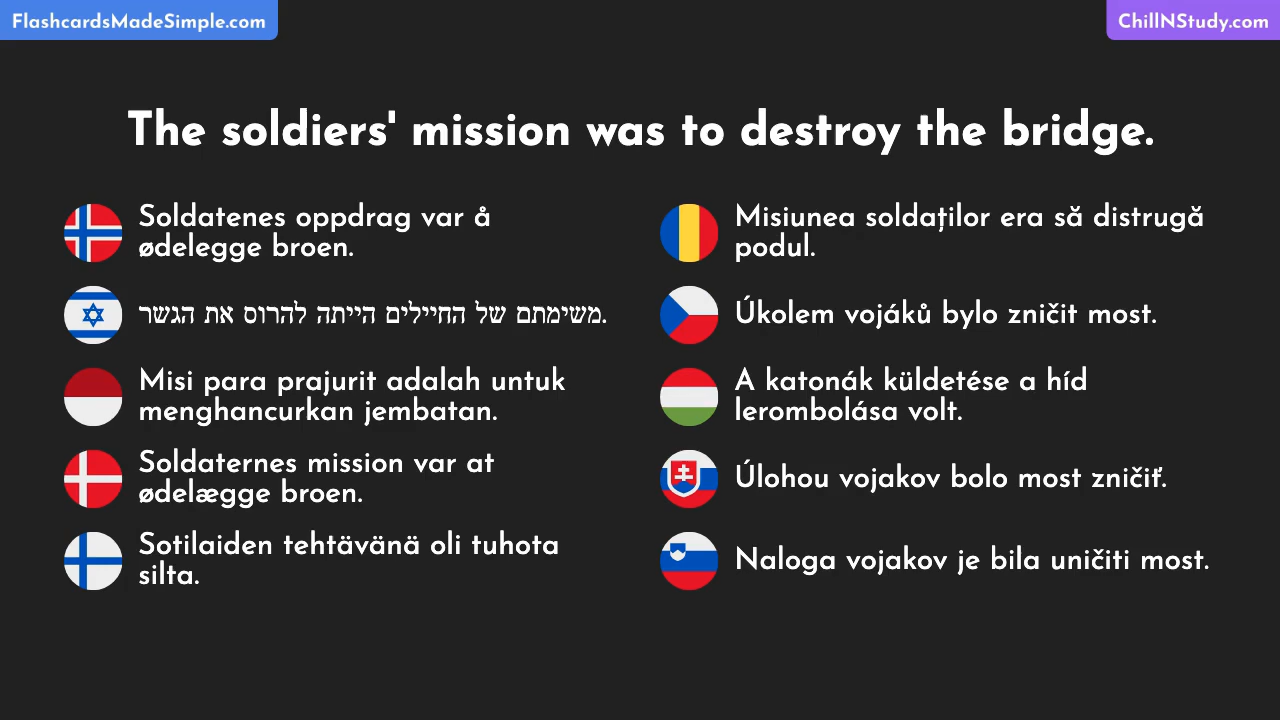 FlashcardsMadeSimple.com
ChillNStudy.com
The soldiers' mission was to destroy the bridge.
Soldatenes oppdrag var å
ødelegge broen.
משימתם של החיילים הייתה להרוס את הגשר.
Misi para prajurit adalah untuk
menghancurkan jembatan.
Soldaternes mission var at
ødelægge broen.
Sotilaiden tehtävänä oli tuhota
silta.
Misiunea soldaților era să distrugă
podul.
Úkolem vojáků bylo zničit most.
A katonák küldetése a híd
lerombolása volt.
Úlohou vojakov bolo most zničiť.
Naloga vojakov je bila uničiti most.